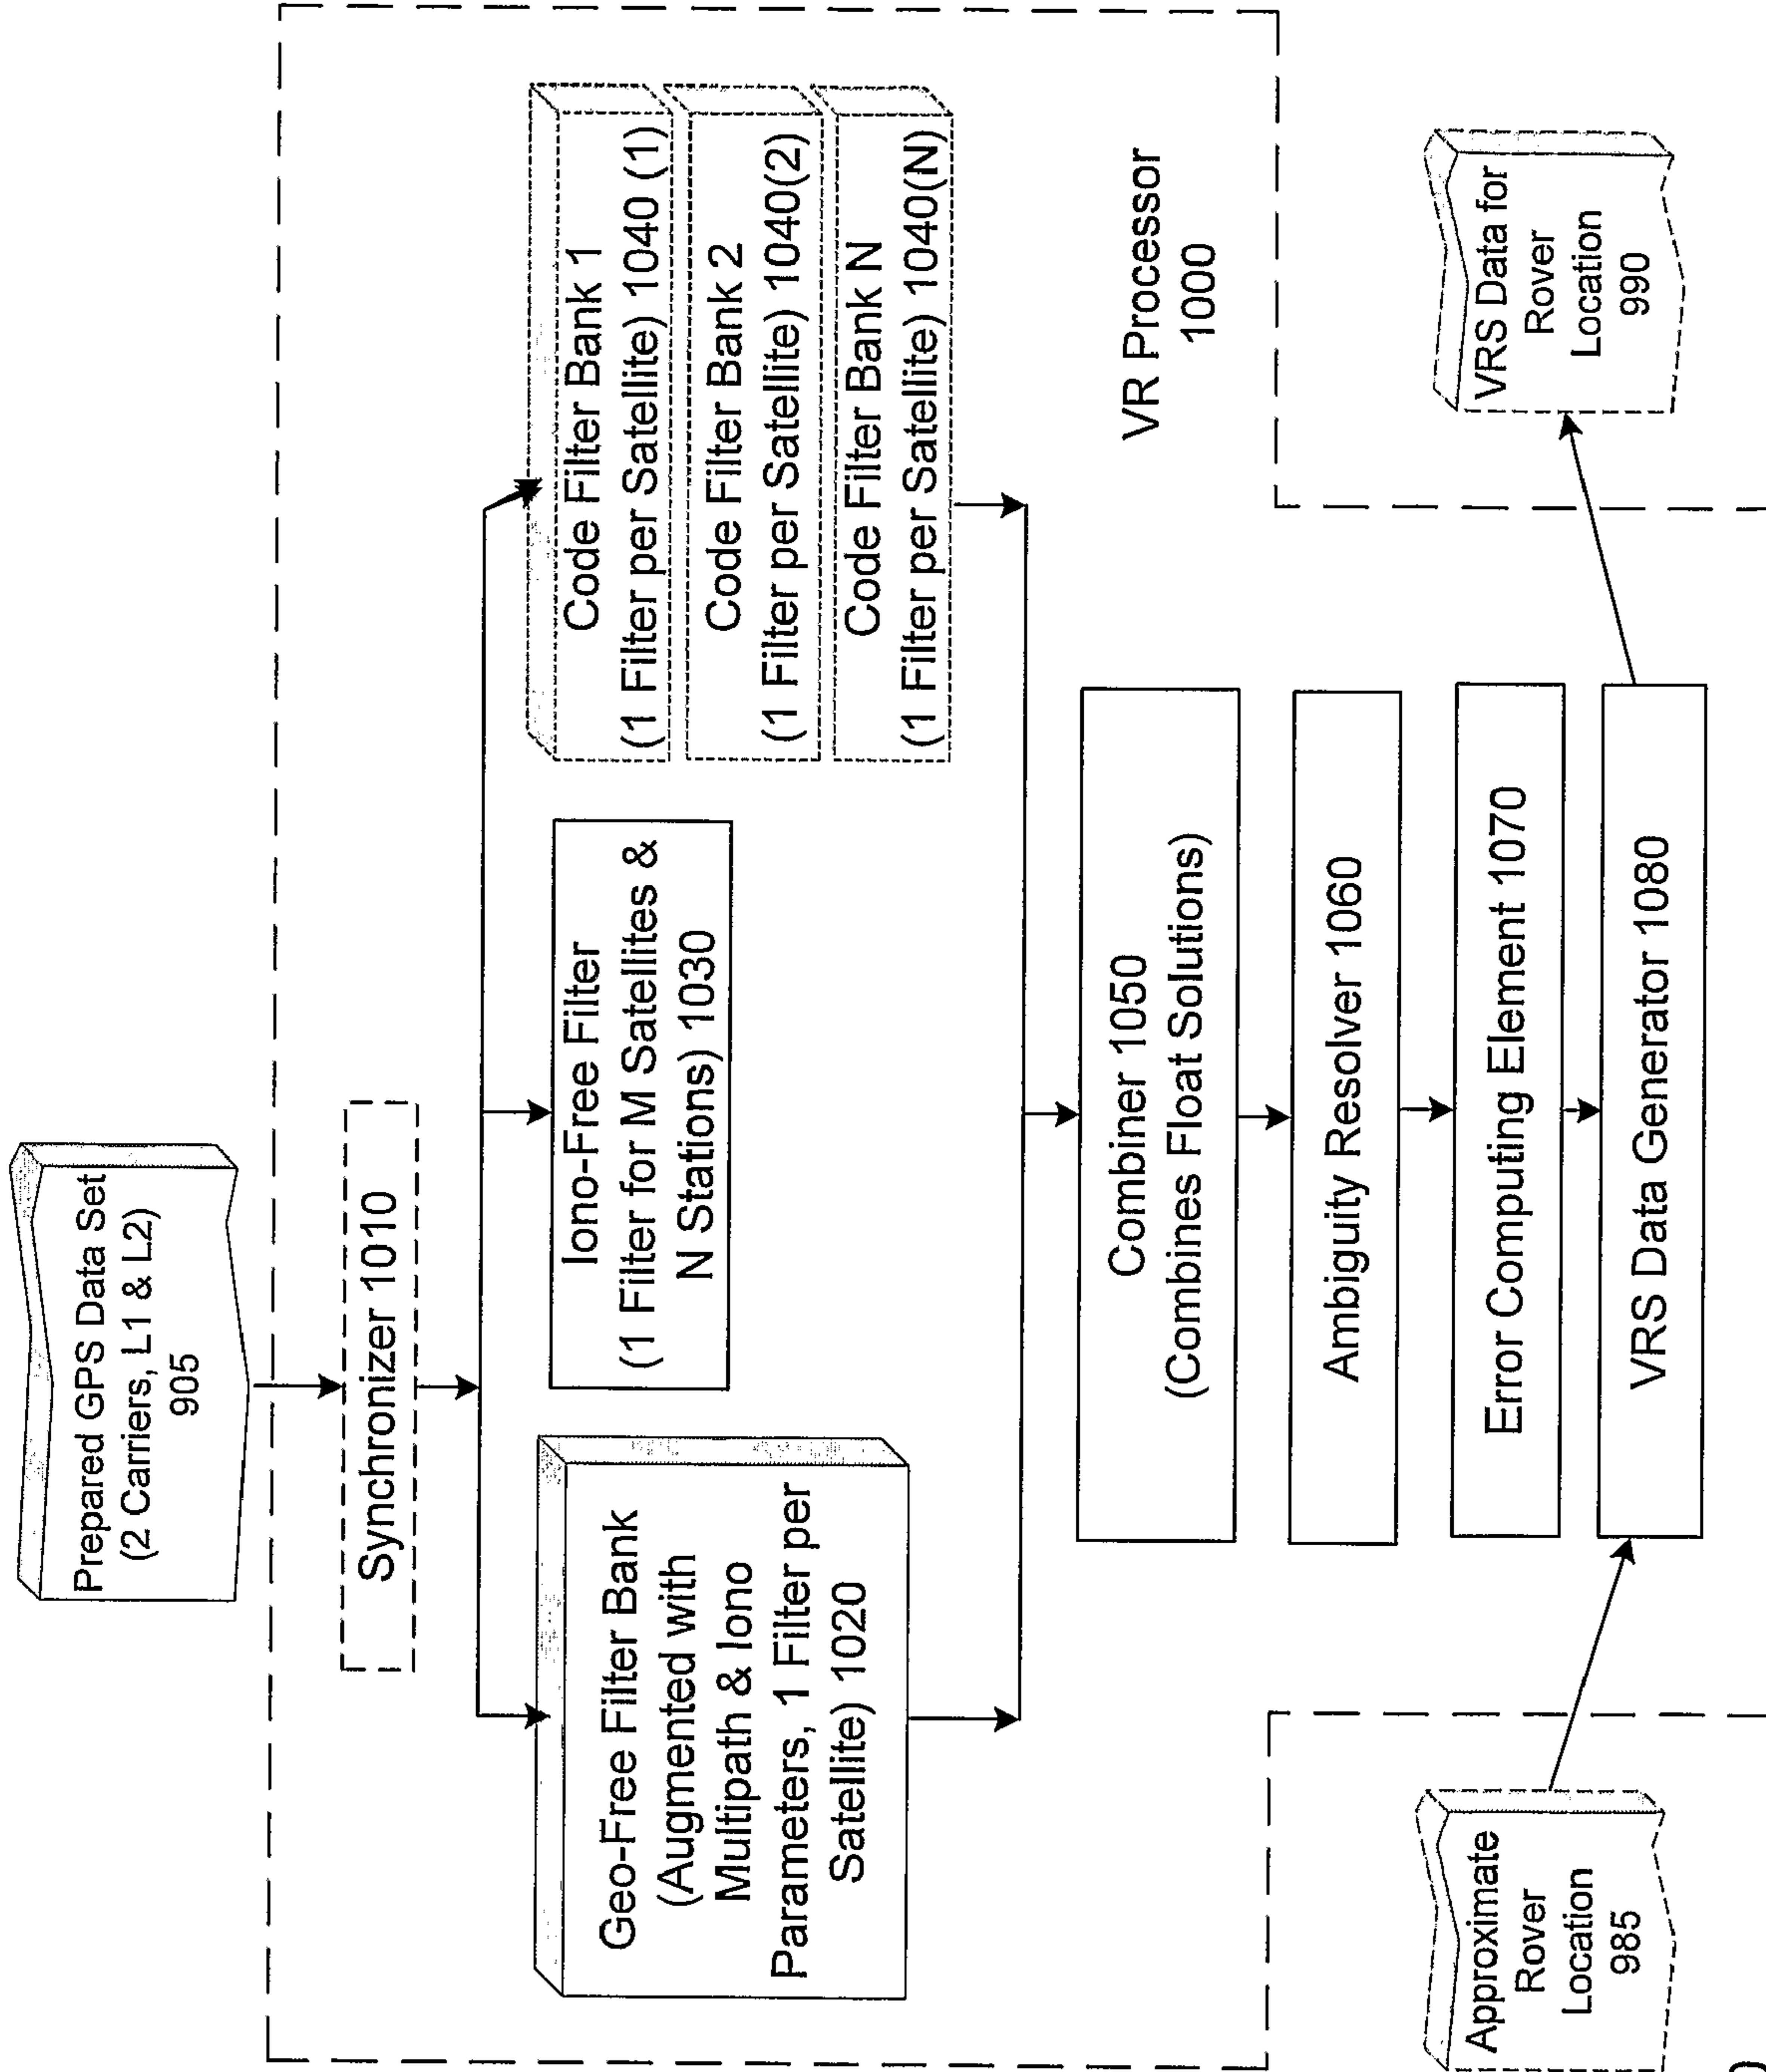 Prepared GPS Data Set
(2 Carriers, L1 & L2)
905
Synchronizer 1010
Geo-Free Filter Bank
(Augmented with
Multipath & Iono
Parameters, 1 Filter per
Satellite) 1020
Iono-Free Filter
(1 Filter for M Satellites &
N Stations) 1030
Code Filter Bank 1
(1 Filter per Satellite) 1040 (1)
Code Filter Bank 2
(1 Filter per Satellite) 1040(2)
Code Filter Bank N
(1 Filter per Satellite) 1040(N)
VR Processor
1000
Combiner 1050
(Combines Float Solutions)
Ambiguity Resolver 1060
Error Computing Element 1070
VRS Data Generator 1080
Approximate
Rover
Location
985
VRS Data for
Rover
Location
990